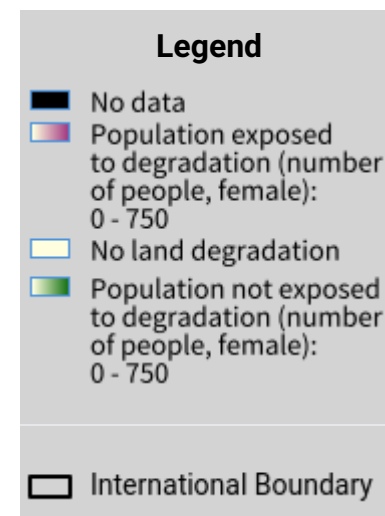 Legend
No data
Population exposed
to degradation (number
of people, female):
0 - 750
No land degradation
Population not exposed
to degradation (number
of people, female):
0 - 750
International Boundary